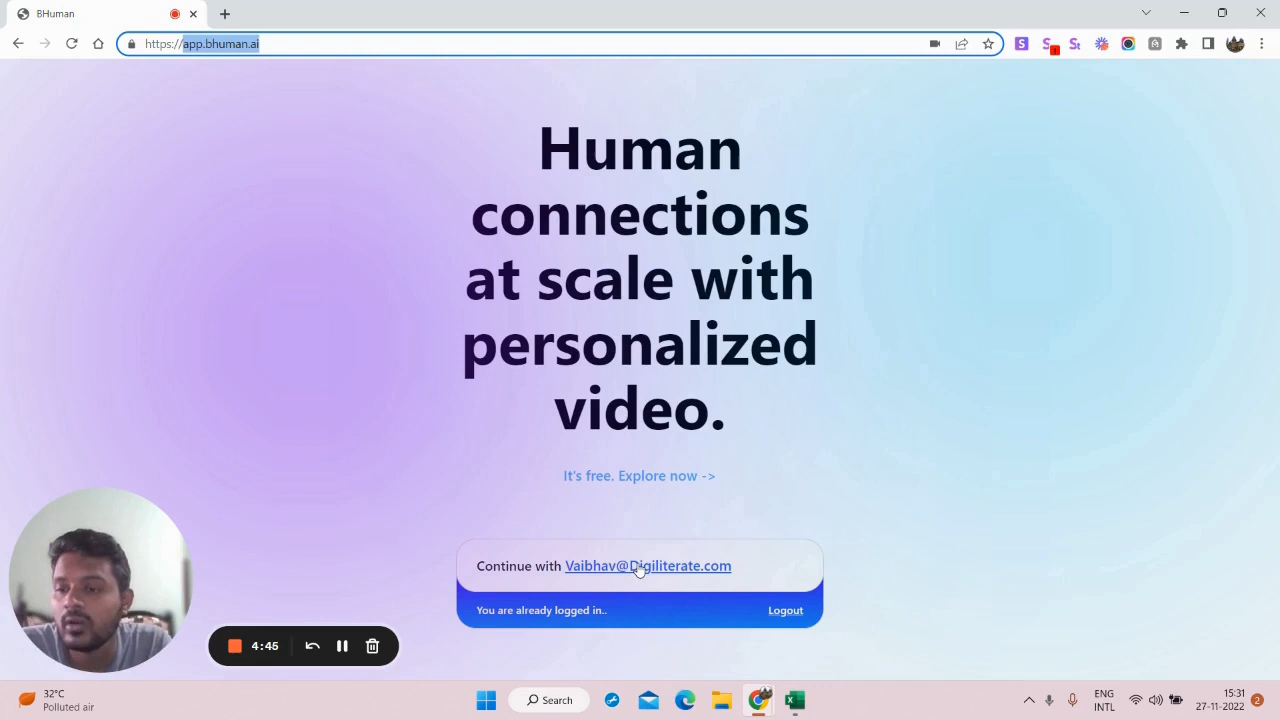 BHuman
https://app.bhuman.ai
Human
connections
at scale with
personalized
video.
It's free. Explore now ->
Continue with Vaibhav@Digiliterate.com
You are already logged in..
Logout
4:45
32°C
Polluted air
Search
ENG
INTL
15:31
27-11-2022
2